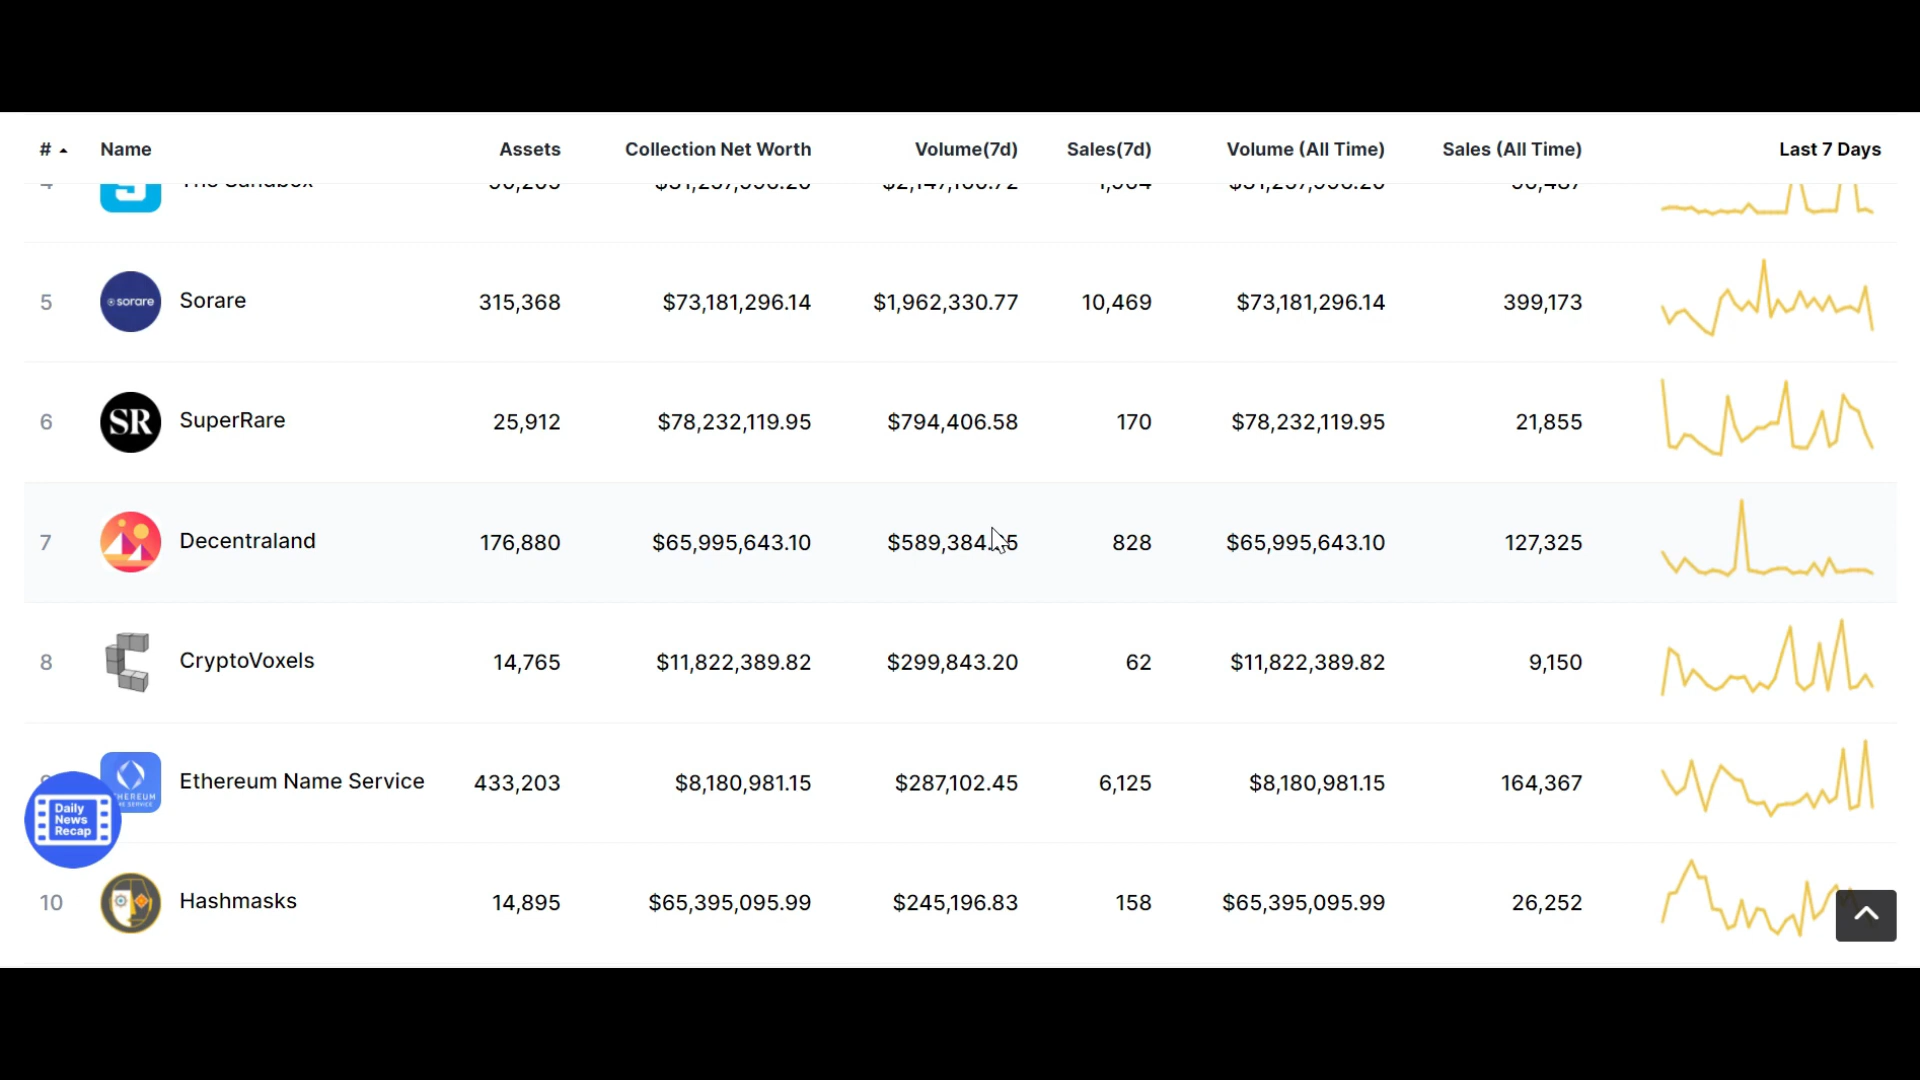 # Name Assets Collection Net Worth Volume(7d) Sales(7d) Volume (All Time) Sales (All Time) Last 7 Days
The Sandbox
5 sorare Sorare 315,368 $73,181,296.14 $1,962,330.77 10,469 $73,181,296.14 399,173
6 SR SuperRare 25,912 $78,232,119.95 $794,406.58 170 $78,232,119.95 21,855
7 Decentraland 176,880 $65,995,643.10 828 $65,995,643.10 127,325
8 CryptoVoxels 14,765 $11,822,389.82 $299,843.20 62 $11,822,389.82 9,150
Ethereum Name Service 433,203 $8,180,981.15 $287,102.45 6,125 $8,180,981.15 164,367
Daily
News
Recap
10 Hashmasks 14,895 $65,395,095.99 $245,196.83 158 $65,395,095.99 26,252